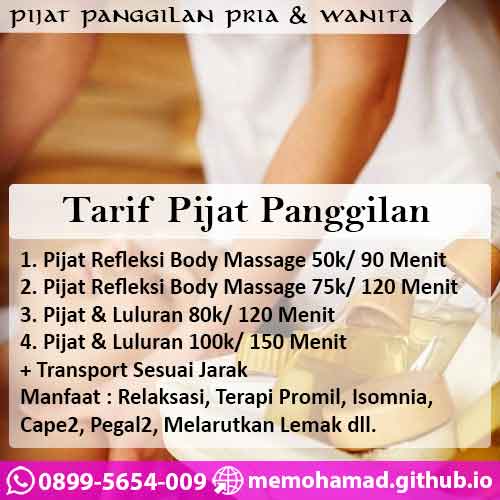 PIJAT PANGGILAN PRIA & WANITA
Tarif Pijat Panggilan
1. Pijat Refleksi Body Massage 50k/ 90 Menit
2. Pijat Refleksi Body Massage 75k/ 120 Menit
3. Pijat & Luluran 80k/ 120 Menit
4. Pijat & Luluran 100k/ 150 Menit
+ Transport Sesuai Jarak
Manfaat : Relaksasi, Terapi Promil, Isomnia,
Cape2, Pegal2, Melarutkan Lemak dll.
0899-5654-009 memohamad.github.io